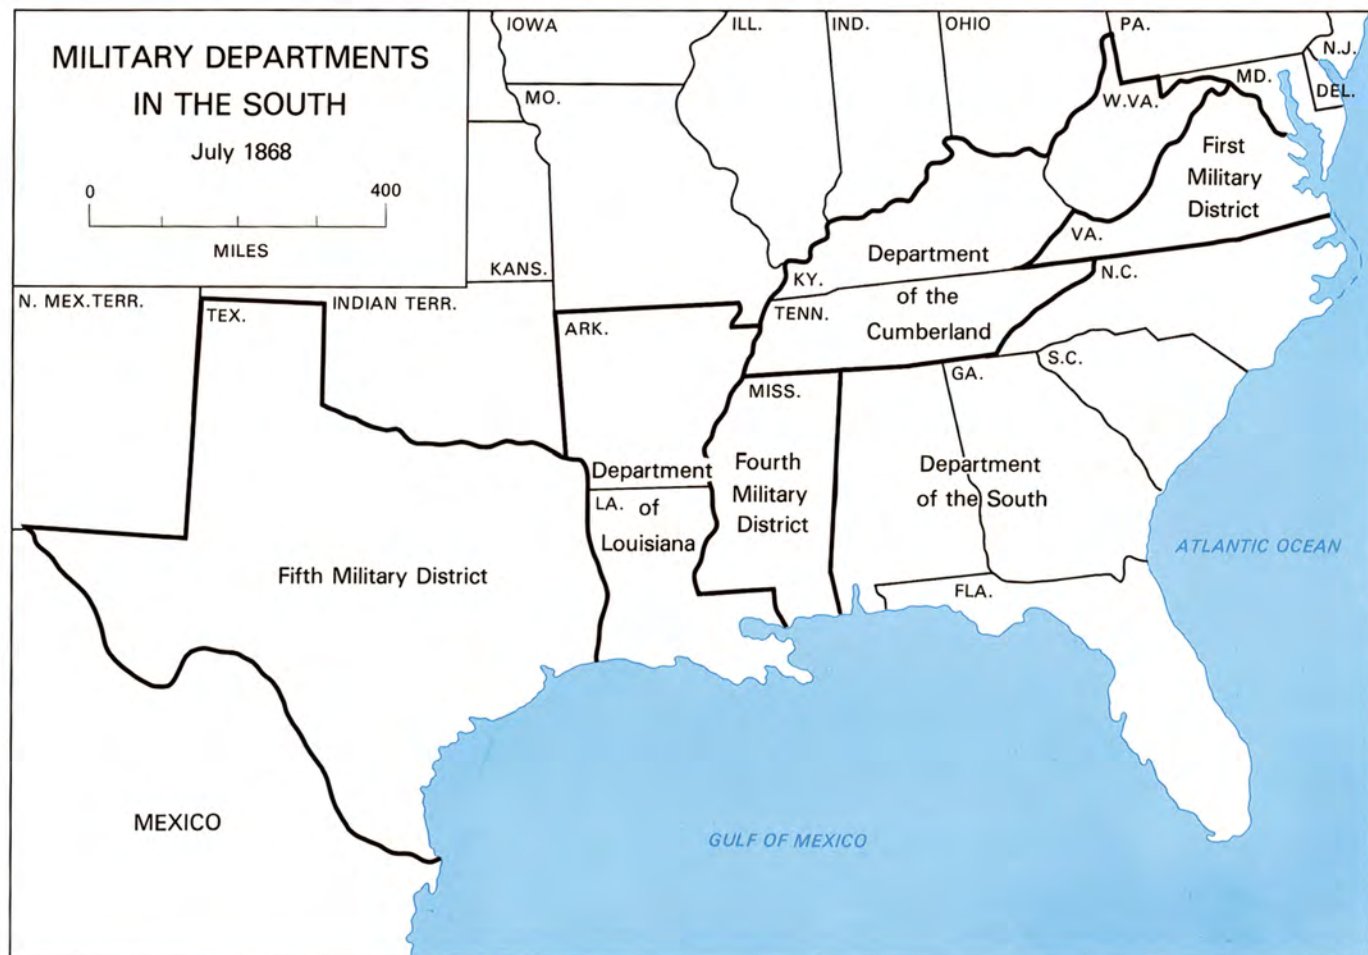 MILITARY DEPARTMENTS
IN THE SOUTH
July 1868
0 400
MILES
IOWA
ILL.
IND.
OHIO
PA.
N.J.
MO.
W.VA.
MD.
DEL.
First
Military
District
KANS.
KY.
Department
of the
Cumberland
VA.
N.C.
N. MEX.TERR.
TEX.
INDIAN TERR.
ARK.
TENN.
MISS.
GA.
S.C.
Department
of
Louisiana
LA.
Fourth
Military
District
Department
of the South
ATLANTIC OCEAN
Fifth Military District
FLA.
MEXICO
GULF OF MEXICO